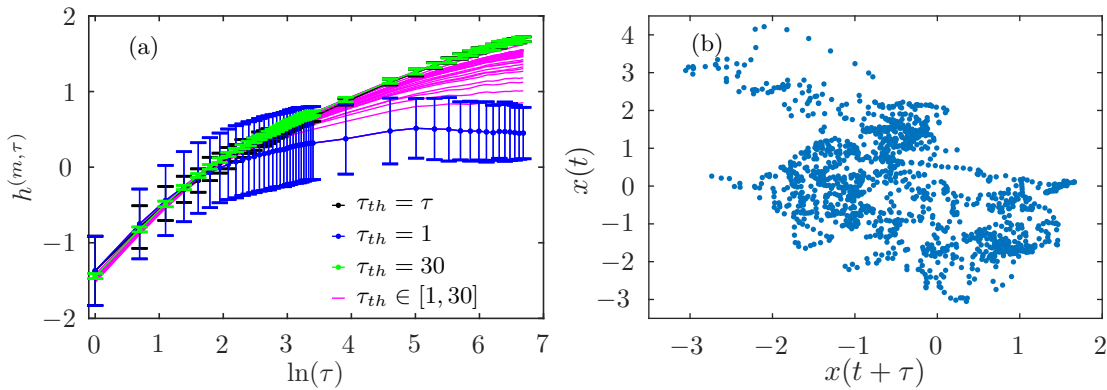 (a)
2
1
0
−1
−2
h^{(m,τ)}
τ_{th} = τ
τ_{th} = 1
τ_{th} = 30
τ_{th} ∈ [1, 30]
0 1 2 3 4 5 6 7
ln(τ)
(b)
4
3
2
1
0
-1
-2
-3
x(t)
-3 -2 -1 0 1 2
x(t + τ)